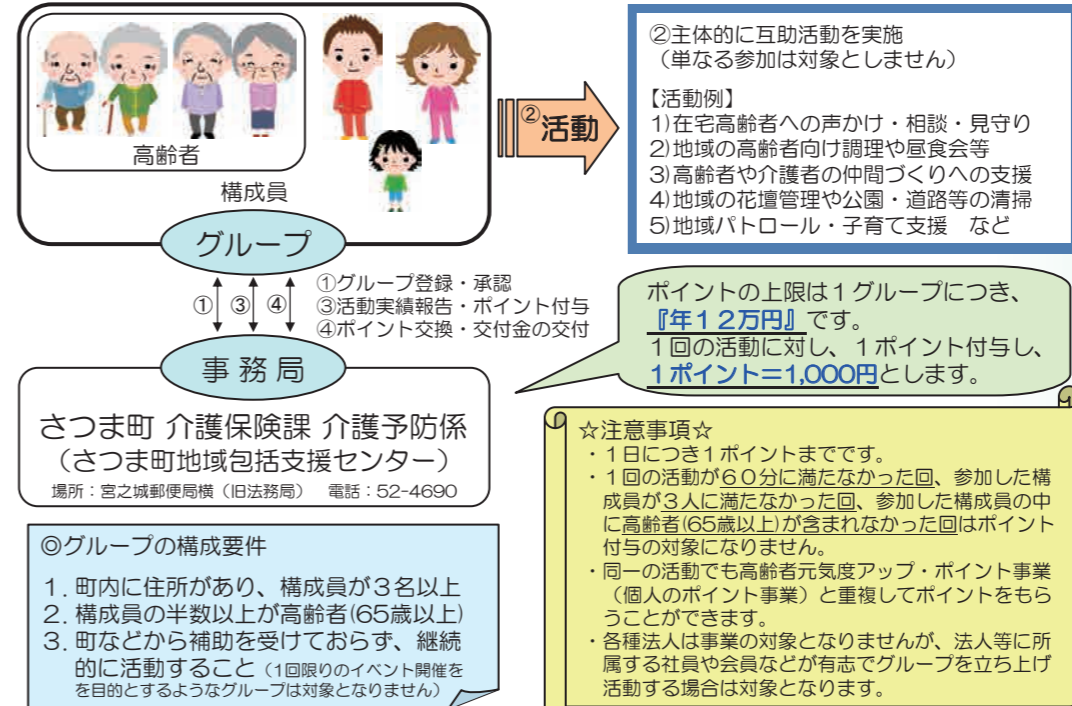 高齢者
構成員
グループ
②活動
②主体的に互助活動を実施
(単なる参加は対象としません)
【活動例】
1)在宅高齢者への声かけ・相談・見守り
2)地域の高齢者向け調理や昼食会等
3)高齢者や介護者の仲間づくりへの支援
4)地域の花壇管理や公園・道路等の清掃
5)地域パトロール・子育て支援 など
① ③ ④
①グループ登録・承認
③活動実績報告・ポイント付与
④ポイント交換・交付金の交付
事務局
さつま町 介護保険課 介護予防係
(さつま町地域包括支援センター)
場所:宮之城郵便局横(旧法務局) 電話:52-4690
ポイントの上限は1グループにつき、
『年12万円』です。
1回の活動に対し、1ポイント付与し、
1ポイント=1,000円とします。
◎グループの構成要件
1.町内に住所があり、構成員が3名以上
2.構成員の半数以上が高齢者(65歳以上)
3.町などから補助を受けておらず、継続
的に活動すること(1回限りのイベント開催を
を目的とするようなグループは対象となりません)
☆注意事項☆
・1日につき1ポイントまでです。
・1回の活動が60分に満たなかった回、参加した構
成員が3人に満たなかった回、参加した構成員の中
に高齢者(65歳以上)が含まれなかった回はポイント
付与の対象になりません。
・同一の活動でも高齢者元気度アップ・ポイント事業
(個人のポイント事業)と重複してポイントをもら
うことができます。
・各種法人は事業の対象となりませんが、法人等に所
属する社員や会員などが有志でグループを立ち上げ
活動する場合は対象となります。